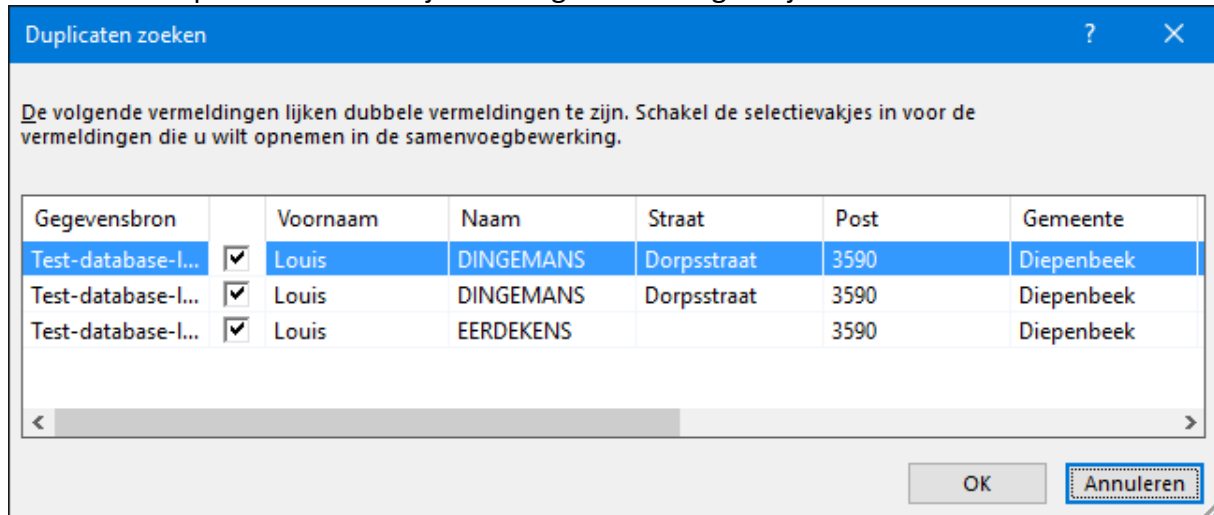 Duplicaten zoeken
De volgende vermeldingen lijken dubbele vermeldingen te zijn. Schakel de selectievakjes in voor de
vermeldingen die u wilt opnemen in de samenvoegbewerking.
Gegevensbron Voornaam Naam Straat Post Gemeente
Test-database-l... Louis DINGEMANS Dorpsstraat 3590 Diepenbeek
Test-database-l... Louis DINGEMANS Dorpsstraat 3590 Diepenbeek
Test-database-l... Louis EERDEKENS 3590 Diepenbeek
OK Annuleren